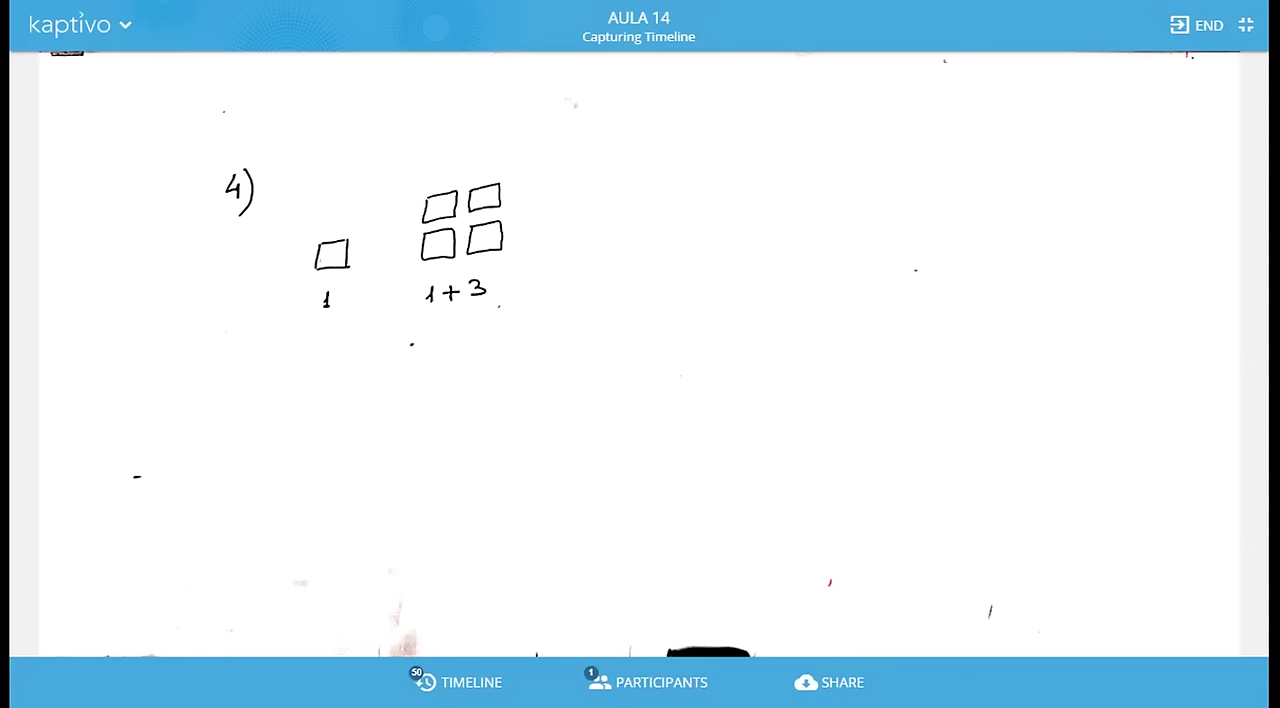 kaptivo
AULA 14
Capturing Timeline
END
4)
1
1 + 3
50
TIMELINE
1
PARTICIPANTS
SHARE